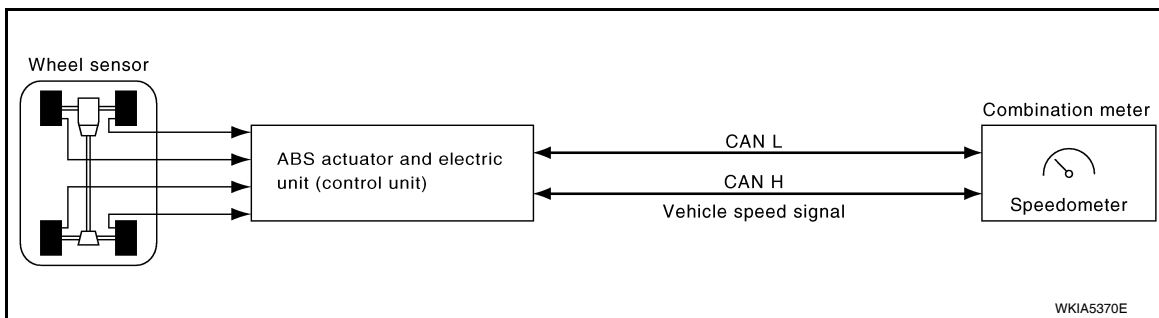 Wheel sensor
ABS actuator and electric
unit (control unit)
CAN L
CAN H
Vehicle speed signal
Combination meter
Speedometer
WKIA5370E